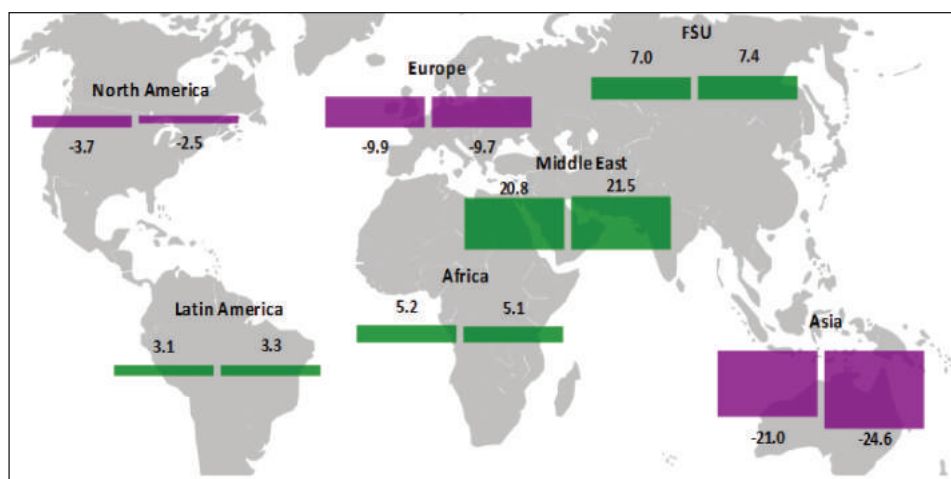 FSU
7.0 7.4
Europe
North America
-3.7 -2.5
-9.9 -9.7
Middle East
20.8 21.5
Africa
5.2 5.1
Latin America
3.1 3.3
Asia
-21.0 -24.6
1